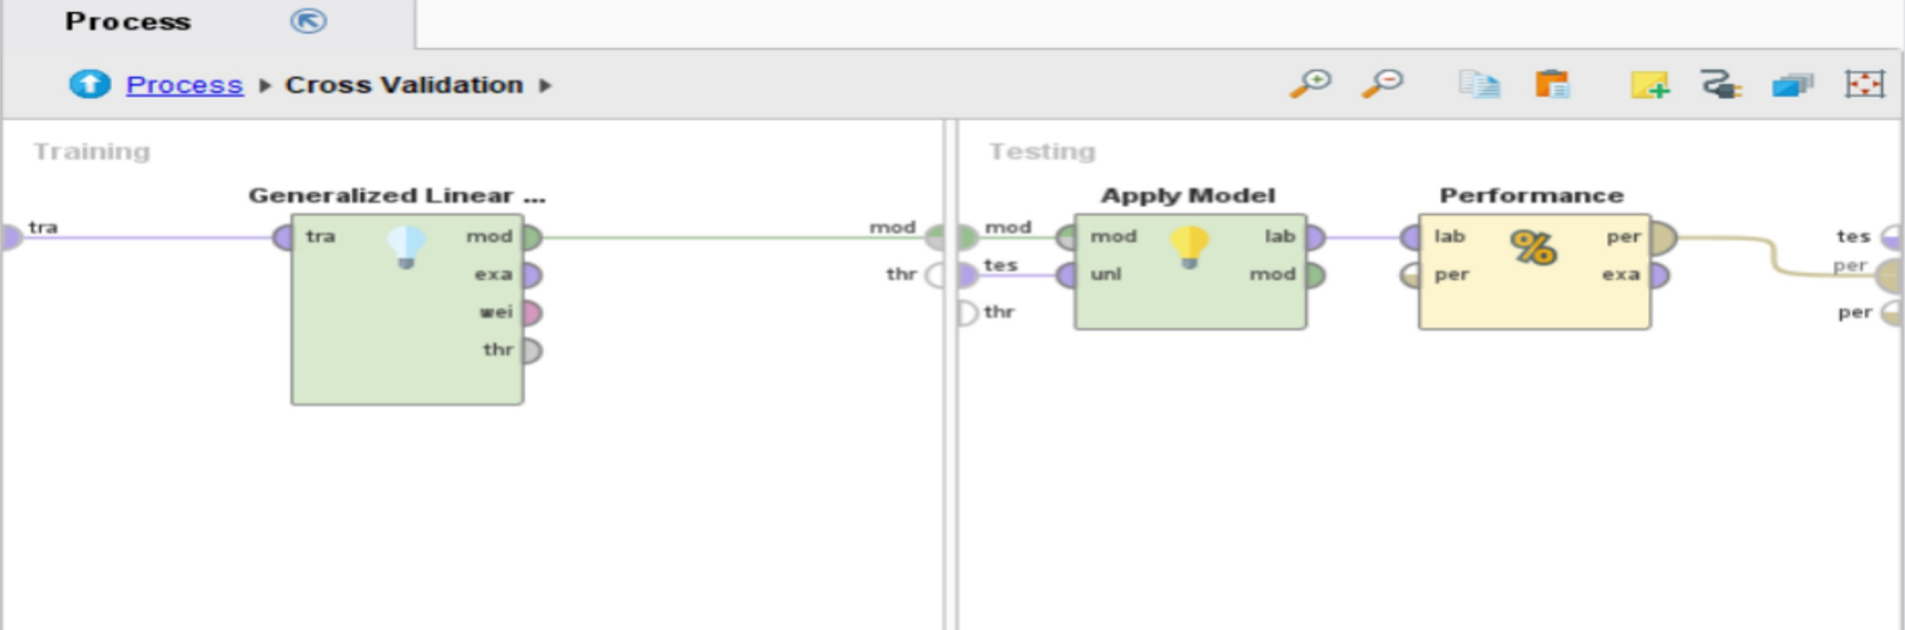 Process
Process Cross Validation
Training
Testing
Generalized Linear ...
Apply Model
Performance
tra
tra
mod
mod
mod
mod
lab
lab
per
tes
exa
thr
tes
unl
mod
per
exa
per
wei
thr
per
thr